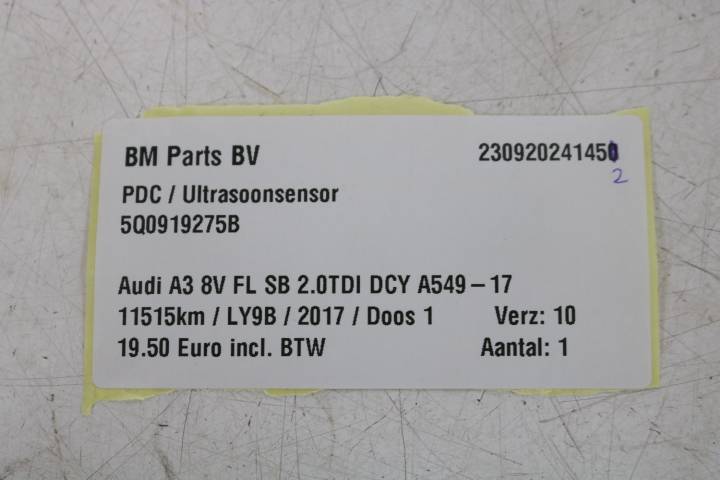 BM Parts BV 230920241450
2
PDC / Ultrasoonsensor
5Q0919275B
Audi A3 8V FL SB 2.0TDI DCY A549-17
11515km / LY9B / 2017 / Doos 1 Verz: 10
19.50 Euro incl. BTW Aantal: 1